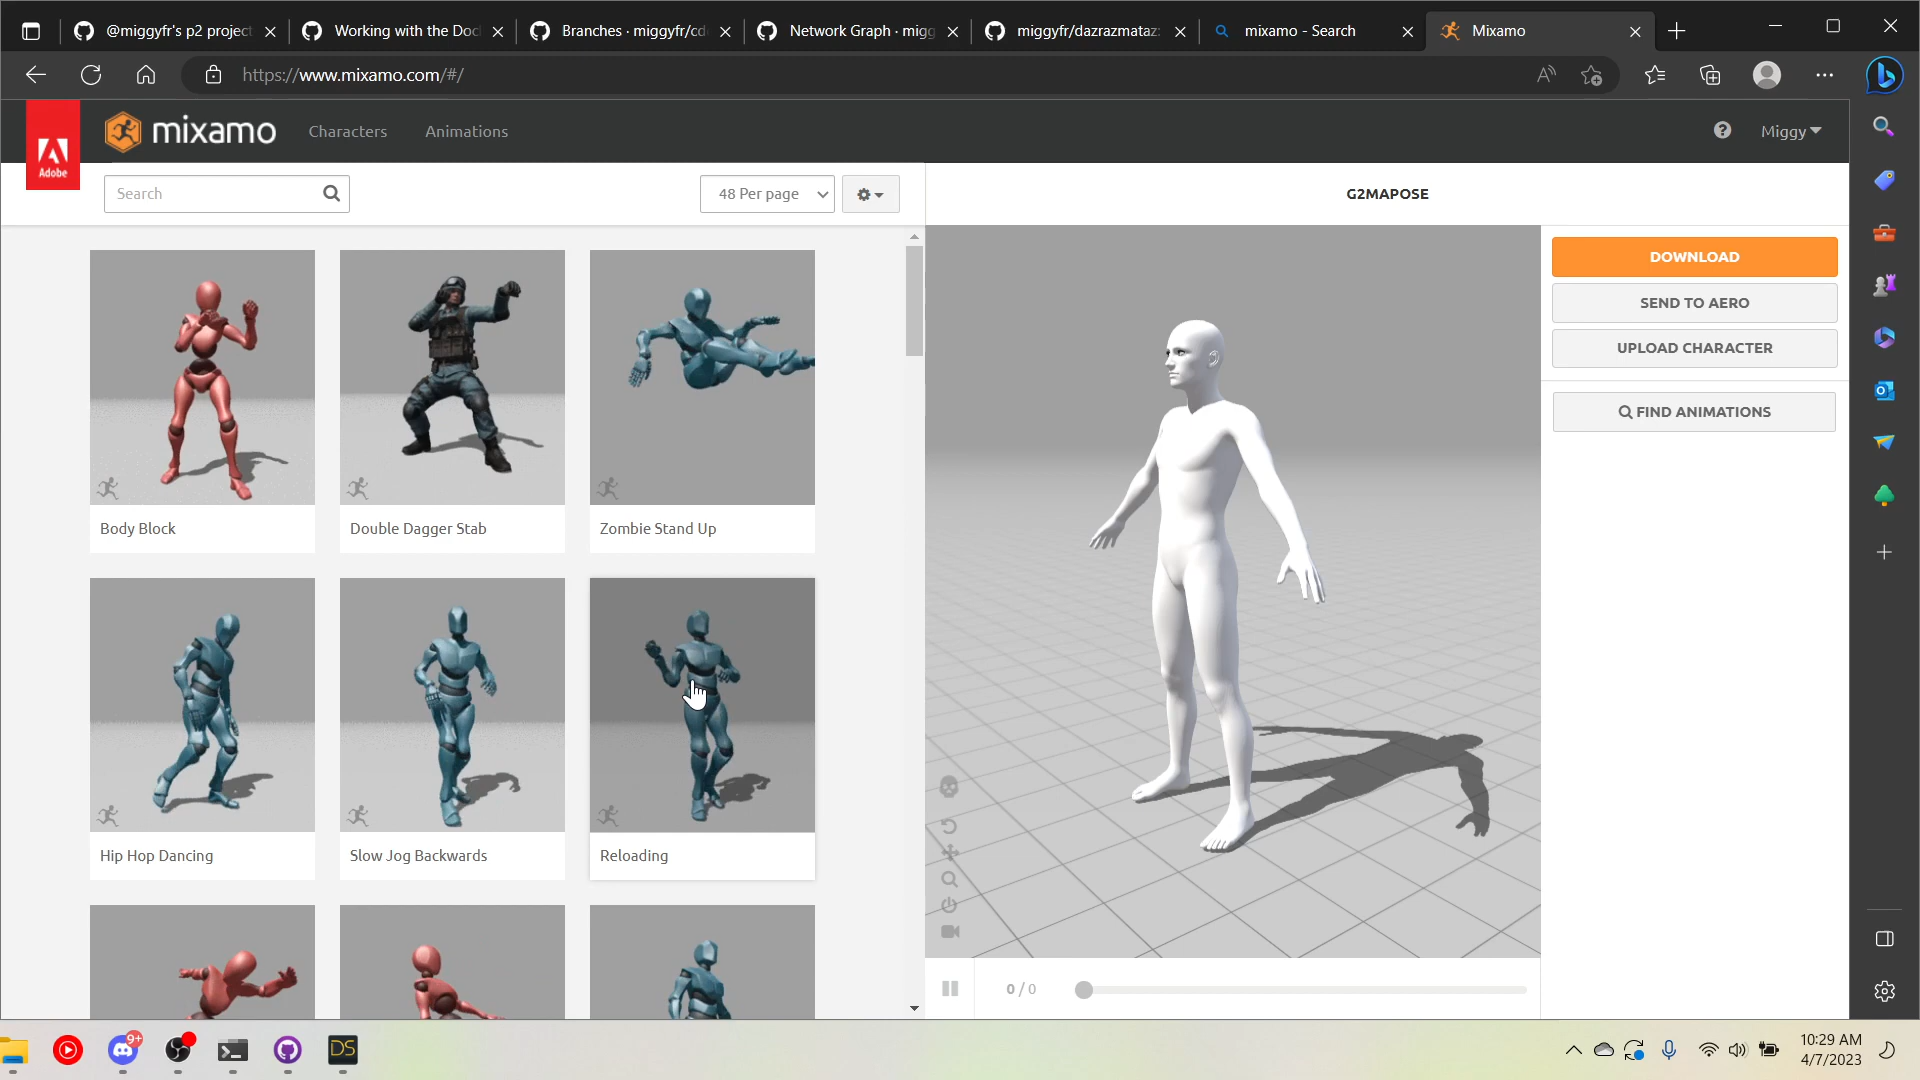 @miggyfr's p2 project
Working with the Doc
Branches · miggyfr/cd
Network Graph · migg
miggyfr/dazrazmataz
mixamo - Search
Mixamo
https://www.mixamo.com/#/
Adobe
mixamo
Characters
Animations
Miggy
Search
48 Per page
G2MAPOSE
DOWNLOAD
SEND TO AERO
UPLOAD CHARACTER
FIND ANIMATIONS
Body Block
Double Dagger Stab
Zombie Stand Up
Hip Hop Dancing
Slow Jog Backwards
Reloading
0 / 0
9+
DS
10:29 AM
4/7/2023